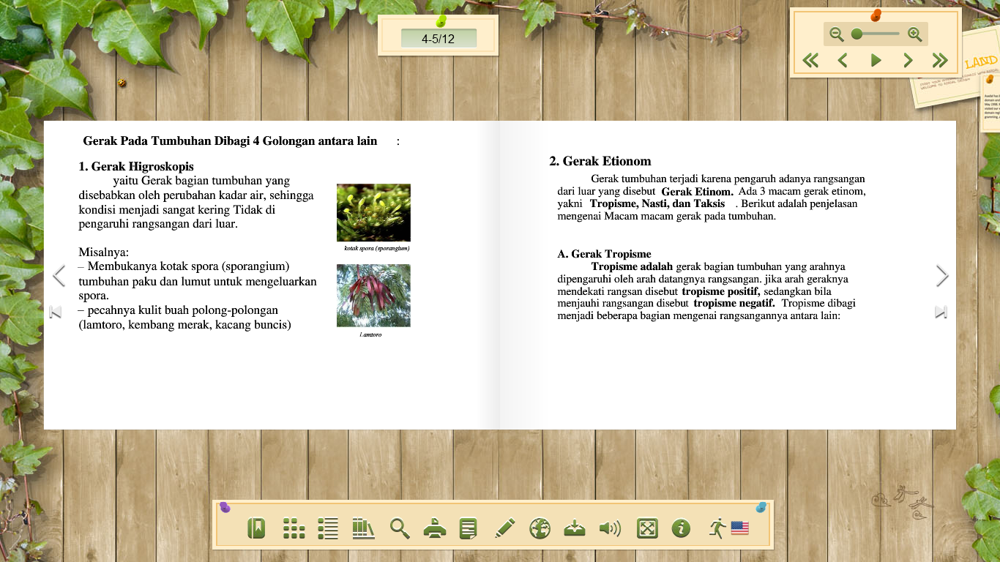 4-5/12
LAND
Gerak Pada Tumbuhan Dibagi 4 Golongan antara lain :
1. Gerak Higroskopis
yaitu Gerak bagian tumbuhan yang
disebabkan oleh perubahan kadar air, sehingga
kondisi menjadi sangat kering Tidak di
pengaruhi rangsangan dari luar.
Misalnya:
– Membukanya kotak spora (sporangium)
tumbuhan paku dan lumut untuk mengeluarkan
spora.
– pecahnya kulit buah polong-polongan
(lamtoro, kembang merak, kacang buncis)
kotak spora (sporangium)
Lamtoro
2. Gerak Etionom
Gerak tumbuhan terjadi karena pengaruh adanya rangsangan
dari luar yang disebut Gerak Etinom. Ada 3 macam gerak etinom,
yakni Tropisme, Nasti, dan Taksis . Berikut adalah penjelasan
mengenai Macam macam gerak pada tumbuhan.
A. Gerak Tropisme
Tropisme adalah gerak bagian tumbuhan yang arahnya
dipengaruhi oleh arah datangnya rangsangan. jika arah geraknya
mendekati rangsan disebut tropisme positif, sedangkan bila
menjauhi rangsangan disebut tropisme negatif. Tropisme dibagi
menjadi beberapa bagian mengenai rangsangannya antara lain: